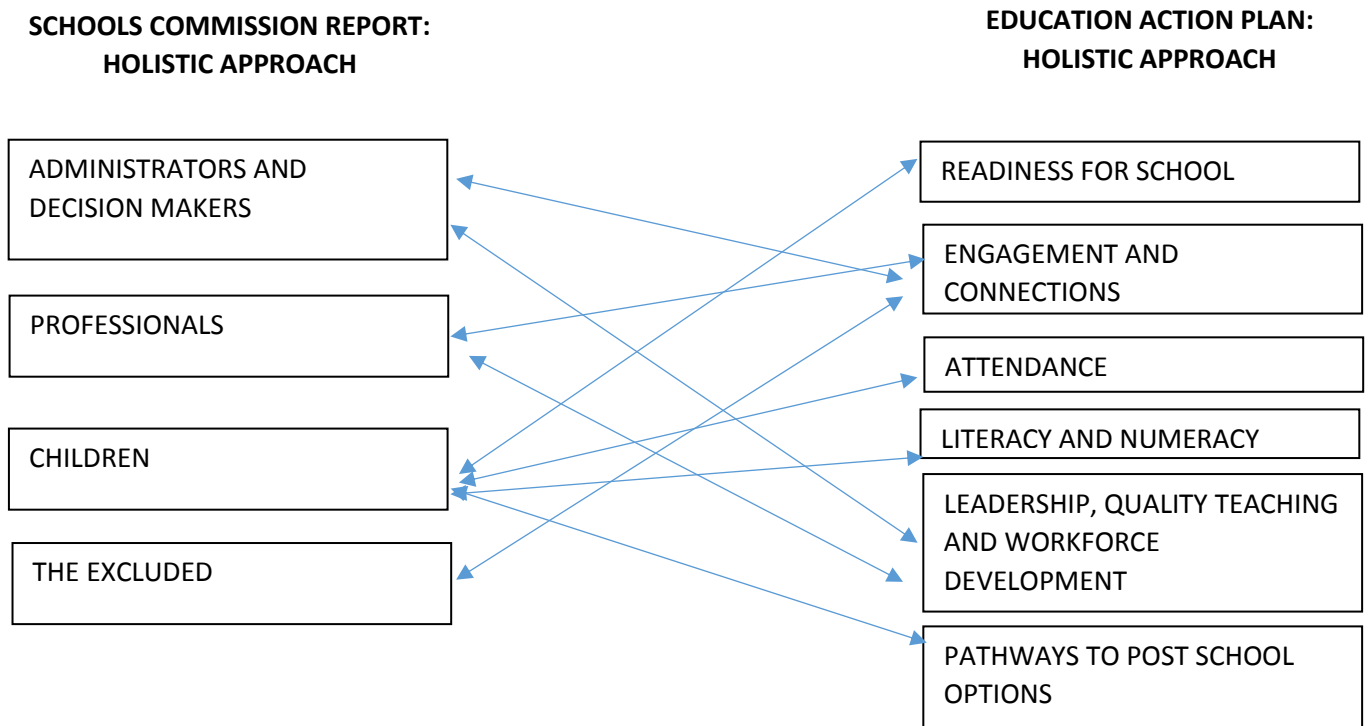 SCHOOLS COMMISSION REPORT:
HOLISTIC APPROACH
ADMINISTRATORS AND
DECISION MAKERS
PROFESSIONALS
CHILDREN
THE EXCLUDED
EDUCATION ACTION PLAN:
HOLISTIC APPROACH
READINESS FOR SCHOOL
ENGAGEMENT AND
CONNECTIONS
ATTENDANCE
LITERACY AND NUMERACY
LEADERSHIP, QUALITY TEACHING
AND WORKFORCE
DEVELOPMENT
PATHWAYS TO POST SCHOOL
OPTIONS